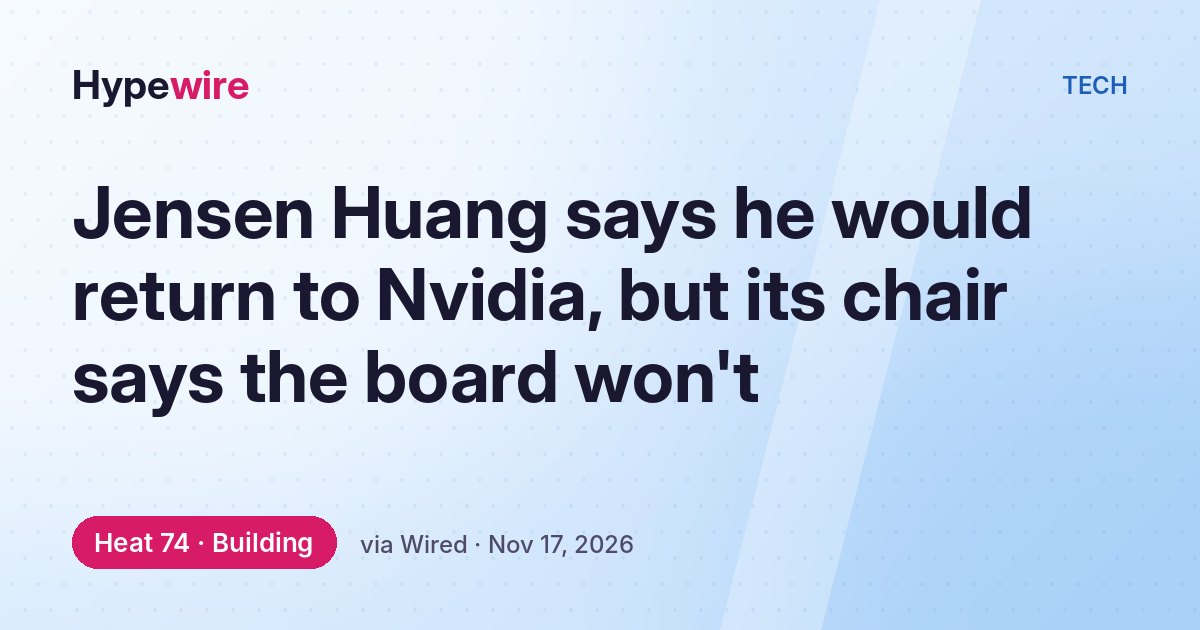 Hypewire
TECH
Jensen Huang says he would
return to Nvidia, but its chair
says the board won't
Heat 74 · Building
via Wired · Nov 17, 2026